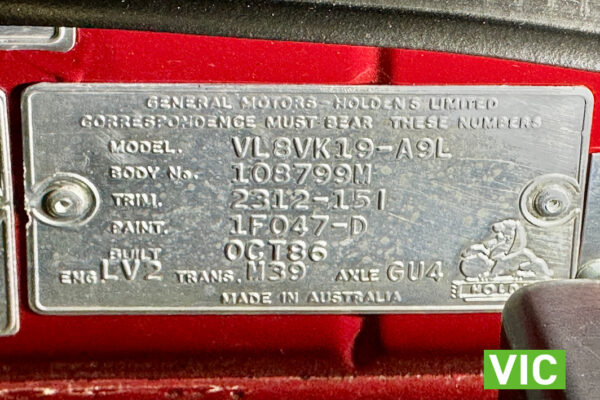 GENERAL MOTORS-HOLDEN'S LIMITED
CORRESPONDENCE MUST BEAR THESE NUMBERS
MODEL. VL8VK19-A9L
BODY No. 108799M
TRIM. 2312-151
PAINT. 1F047-D
BUILT OCT86
ENG LV2 TRANS. M39 AXLE GU4
MADE IN AUSTRALIA
VIC